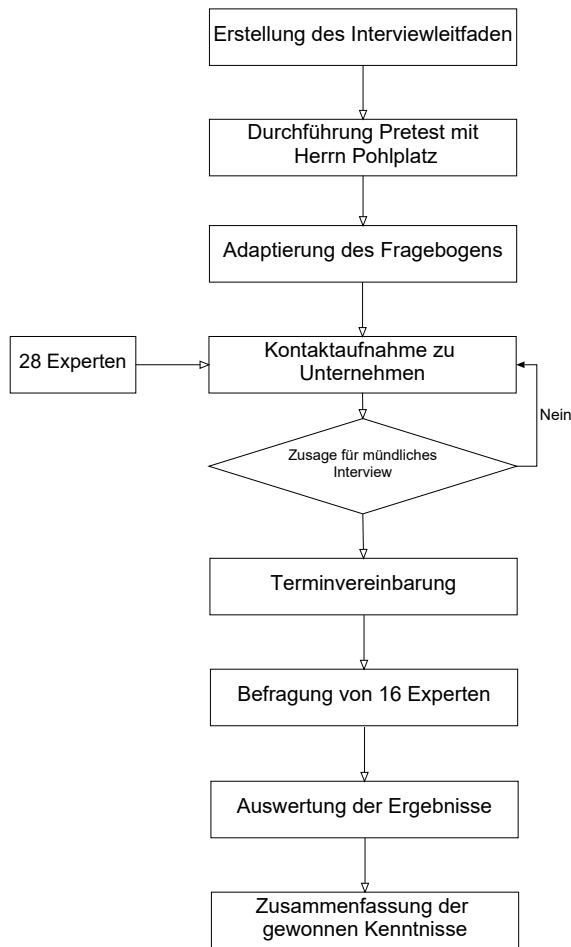 Erstellung des Interviewleitfaden
Durchführung Pretest mit
Herrn Pohlplatz
Adaptierung des Fragebogens
28 Experten
Kontaktaufnahme zu
Unternehmen
Nein
Zusage für mündliches
Interview
Terminvereinbarung
Befragung von 16 Experten
Auswertung der Ergebnisse
Zusammenfassung der
gewonnen Kenntnisse